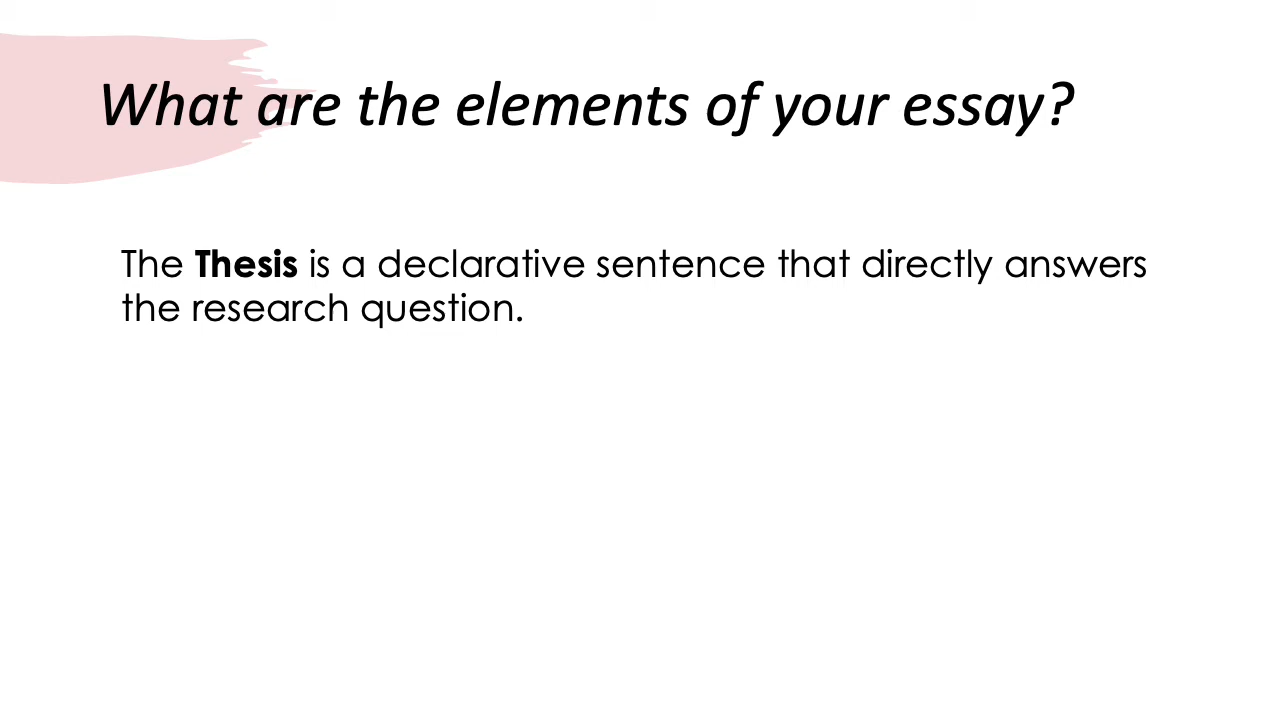 What are the elements of your essay?
The Thesis is a declarative sentence that directly answers
the research question.